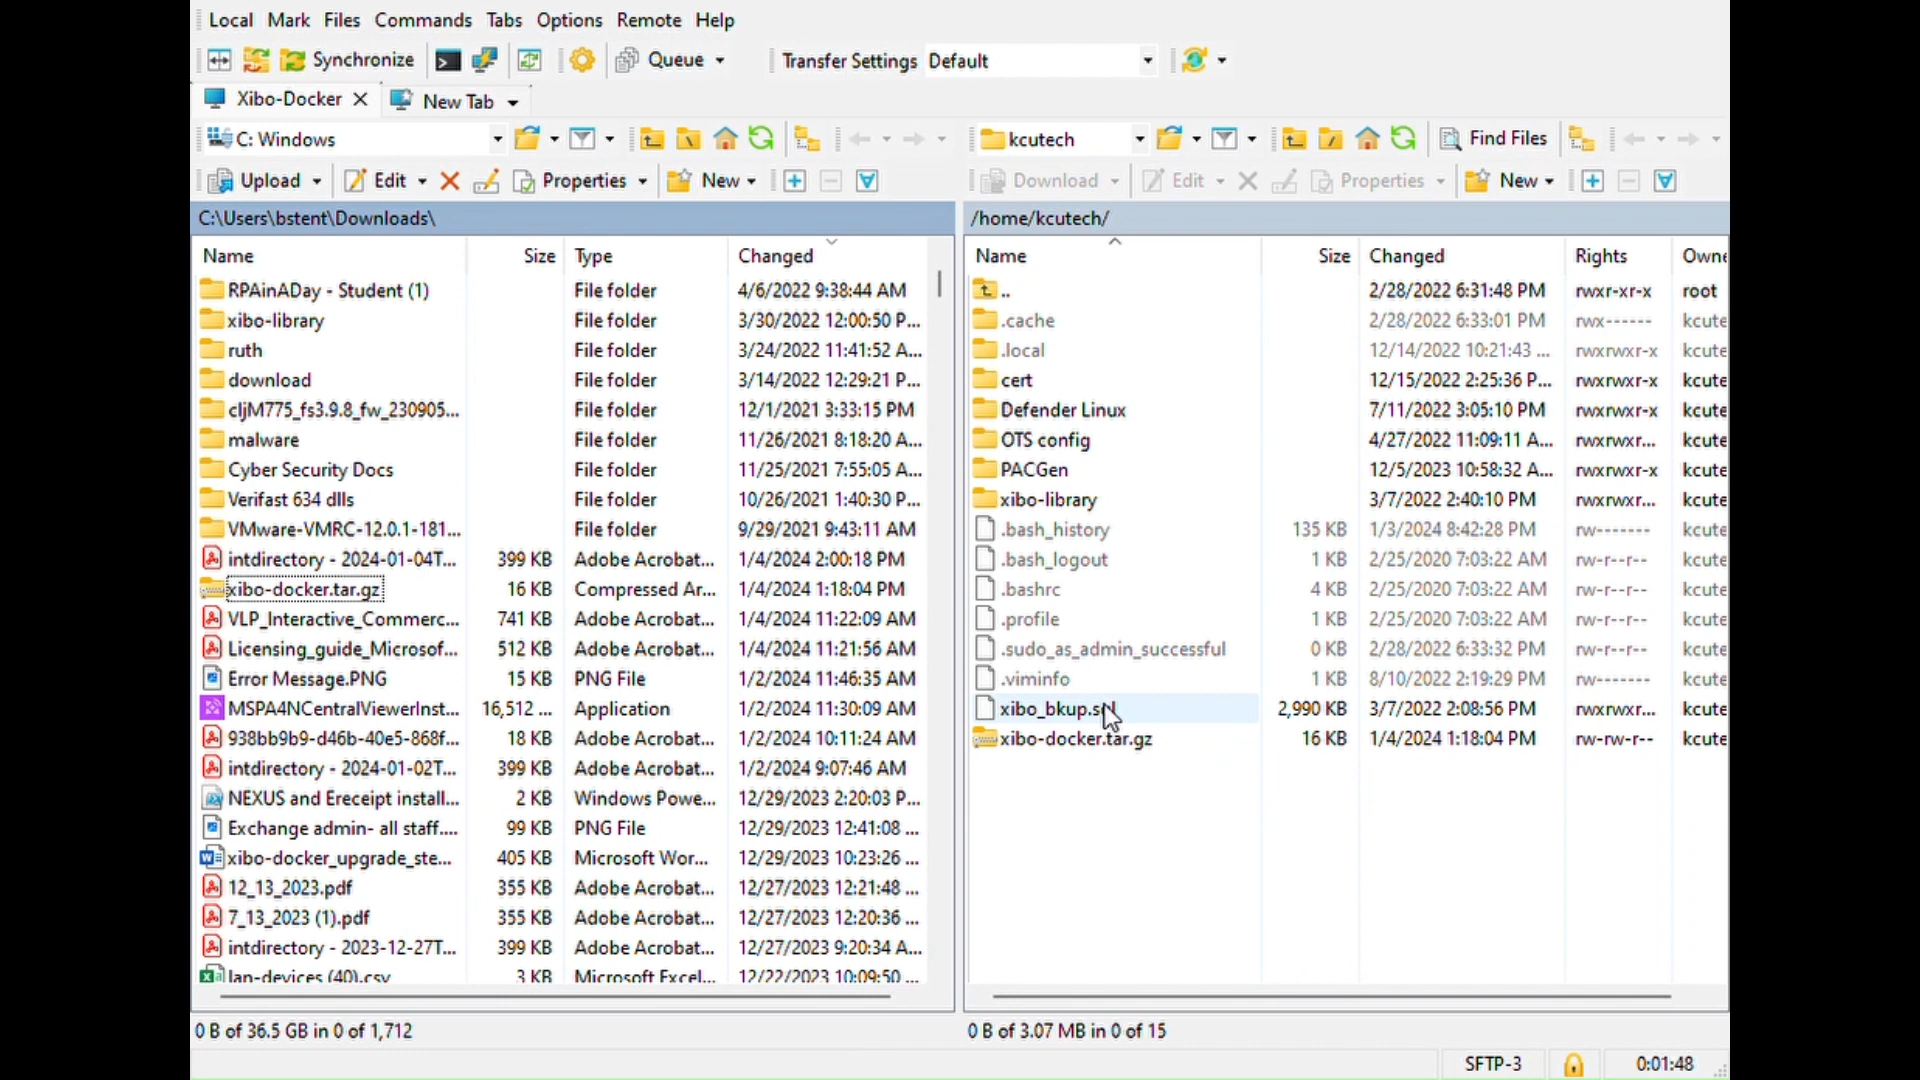 Local Mark Files Commands Tabs Options Remote Help
Synchronize Queue Transfer Settings Default
Xibo-Docker New Tab
C: Windows
Upload Edit Properties New
C:\Users\bstent\Downloads\
Name Size Type Changed
RPAinADay - Student (1) File folder 4/6/2022 9:38:44 AM
xibo-library File folder 3/30/2022 12:00:50 P...
ruth File folder 3/24/2022 11:41:52 A...
download File folder 3/14/2022 12:29:21 P...
cljM775_fs3.9.8_fw_230905... File folder 12/1/2021 3:33:15 PM
malware File folder 11/26/2021 8:18:20 A...
Cyber Security Docs File folder 11/25/2021 7:55:05 A...
Verifast 634 dlls File folder 10/26/2021 1:40:30 P...
VMware-VMRC-12.0.1-181... File folder 9/29/2021 9:43:11 AM
intdirectory - 2024-01-04T... 399 KB Adobe Acrobat... 1/4/2024 2:00:18 PM
xibo-docker.tar.gz 16 KB Compressed Ar... 1/4/2024 1:18:04 PM
VLP_Interactive_Commerc... 741 KB Adobe Acrobat... 1/4/2024 11:22:09 AM
Licensing_guide_Microsof... 512 KB Adobe Acrobat... 1/4/2024 11:21:56 AM
Error Message.PNG 15 KB PNG File 1/2/2024 11:46:35 AM
MSPA4NCentralViewerInst... 16,512 ... Application 1/2/2024 11:30:09 AM
938bb9b9-d46b-40e5-868f... 18 KB Adobe Acrobat... 1/2/2024 10:11:24 AM
intdirectory - 2024-01-02T... 399 KB Adobe Acrobat... 1/2/2024 9:07:46 AM
NEXUS and Ereceipt install... 2 KB Windows Powe... 12/29/2023 2:20:03 P...
Exchange admin- all staff.... 99 KB PNG File 12/29/2023 12:41:08 ...
xibo-docker_upgrade_ste... 405 KB Microsoft Wor... 12/29/2023 10:23:26 ...
12_13_2023.pdf 355 KB Adobe Acrobat... 12/27/2023 12:21:48 ...
7_13_2023 (1).pdf 355 KB Adobe Acrobat... 12/27/2023 12:20:36 ...
intdirectory - 2023-12-27T... 399 KB Adobe Acrobat... 12/27/2023 9:20:34 A...
lan-devices (40).csv 3 KB Microsoft Excel... 12/22/2023 10:09:50 ...
0 B of 36.5 GB in 0 of 1,712
kcutech Find Files
Download Edit Properties New
/home/kcutech/
Name Size Changed Rights Owne
.. 2/28/2022 6:31:48 PM rwxr-xr-x root
.cache 2/28/2022 6:33:01 PM rwx------ kcute
.local 12/14/2022 10:21:43 ... rwxrwxr-x kcute
cert 12/15/2022 2:25:36 P... rwxrwxr-x kcute
Defender Linux 7/11/2022 3:05:10 PM rwxrwxr-x kcute
OTS config 4/27/2022 11:09:11 A... rwxrwxr... kcute
PACGen 12/5/2023 10:58:32 A... rwxrwxr-x kcute
xibo-library 3/7/2022 2:40:10 PM rwxrwxr... kcute
.bash_history 135 KB 1/3/2024 8:42:28 PM rw------- kcute
.bash_logout 1 KB 2/25/2020 7:03:22 AM rw-r--r-- kcute
.bashrc 4 KB 2/25/2020 7:03:22 AM rw-r--r-- kcute
.profile 1 KB 2/25/2020 7:03:22 AM rw-r--r-- kcute
.sudo_as_admin_successful 0 KB 2/28/2022 6:33:32 PM rw-r--r-- kcute
.viminfo 1 KB 8/10/2022 2:19:29 PM rw------- kcute
xibo_bkup.sql 2,990 KB 3/7/2022 2:08:56 PM rwxrwxr... kcute
xibo-docker.tar.gz 16 KB 1/4/2024 1:18:04 PM rw-rw-r-- kcute
0 B of 3.07 MB in 0 of 15
SFTP-3 0:01:48